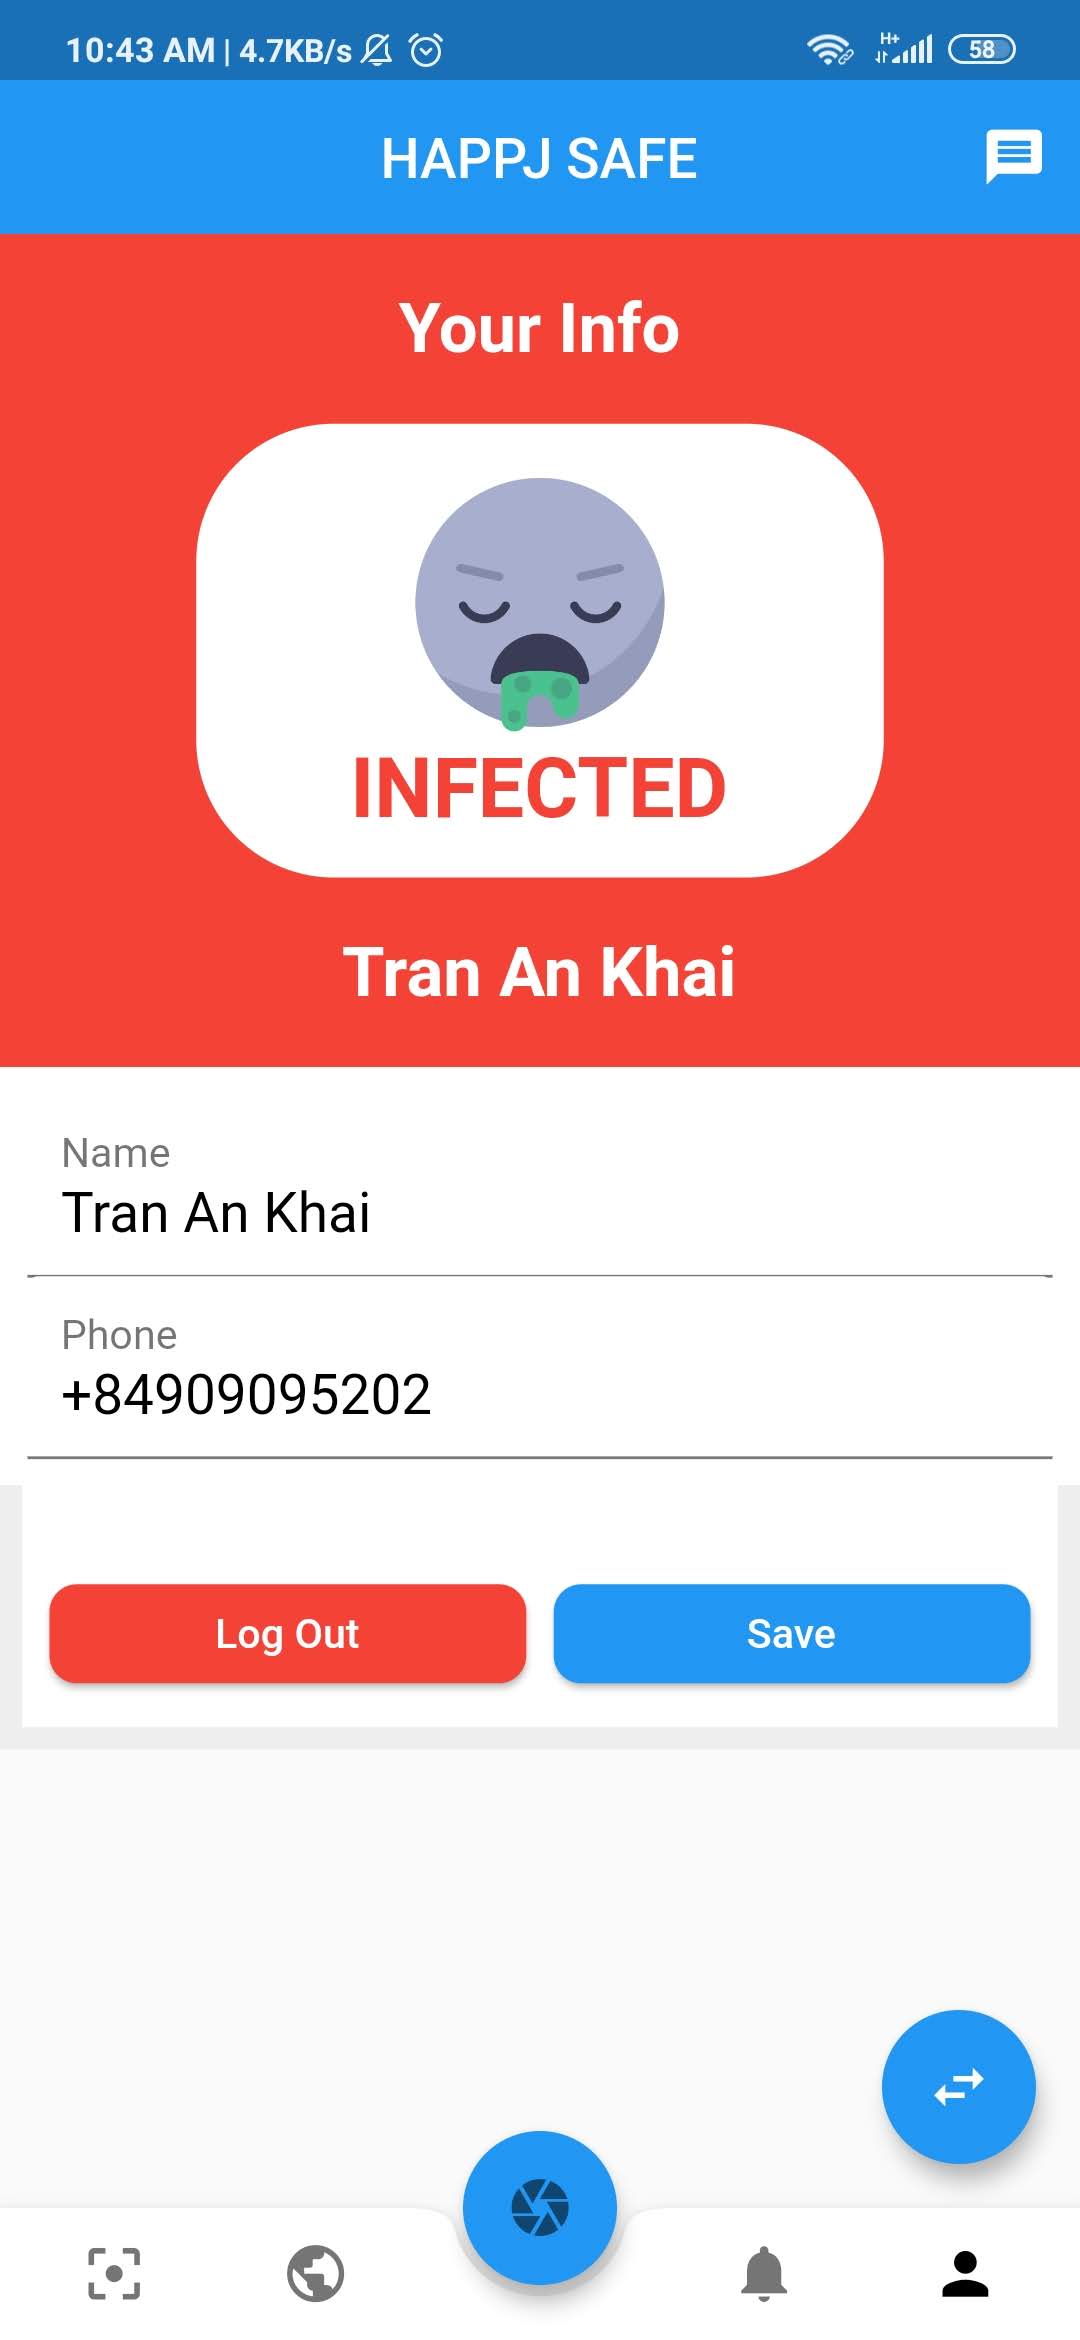 10:43 AM | 4.7KB/s
H+
58
HAPPJ SAFE
Your Info
INFECTED
Tran An Khai
Name
Tran An Khai
Phone
+84909095202
Log Out
Save